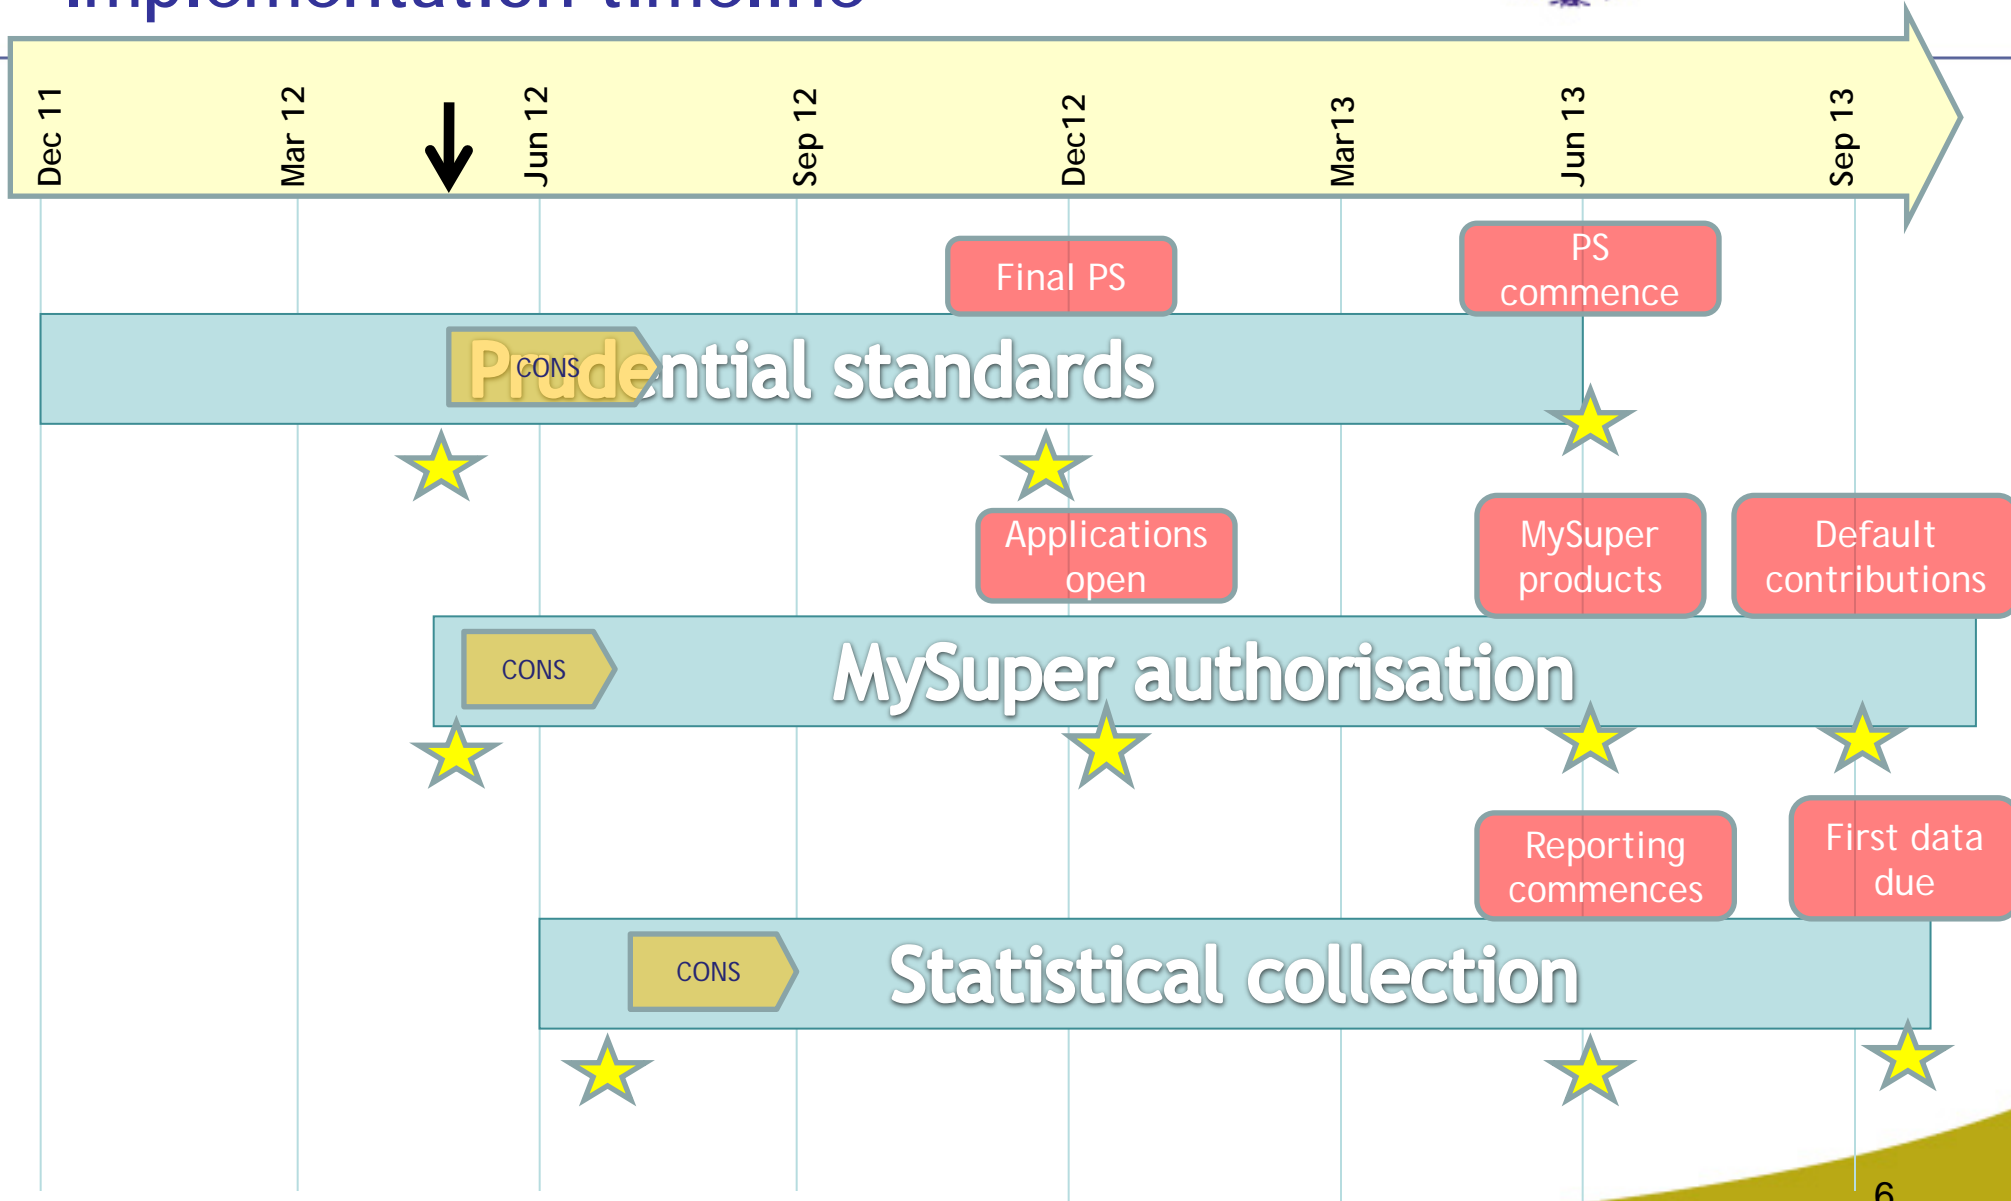 Implementation timeline
Dec 11
Mar 12
Jun 12
Sep 12
Dec12
Mar13
Jun 13
Sep 13
Final PS
PS
commence
CONS
Prudential standards
Applications
open
MySuper
products
Default
contributions
CONS
MySuper authorisation
Reporting
commences
First data
due
CONS
Statistical collection
6